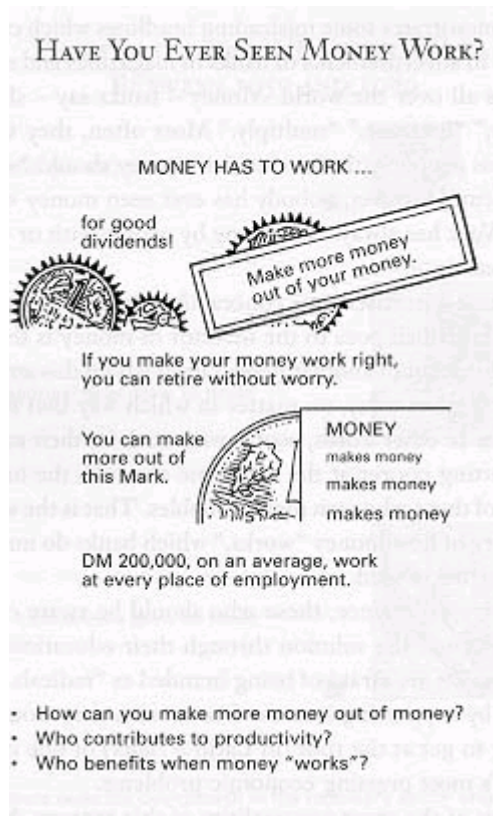 HAVE YOU EVER SEEN MONEY WORK?
MONEY HAS TO WORK ...
for good
dividends!
Make more money
out of your money.
If you make your money work right,
you can retire without worry.
You can make
more out of
this Mark.
MONEY
makes money
makes money
makes money
DM 200,000, on an average, work
at every place of employment.
• How can you make more money out of money?
• Who contributes to productivity?
• Who benefits when money "works"?